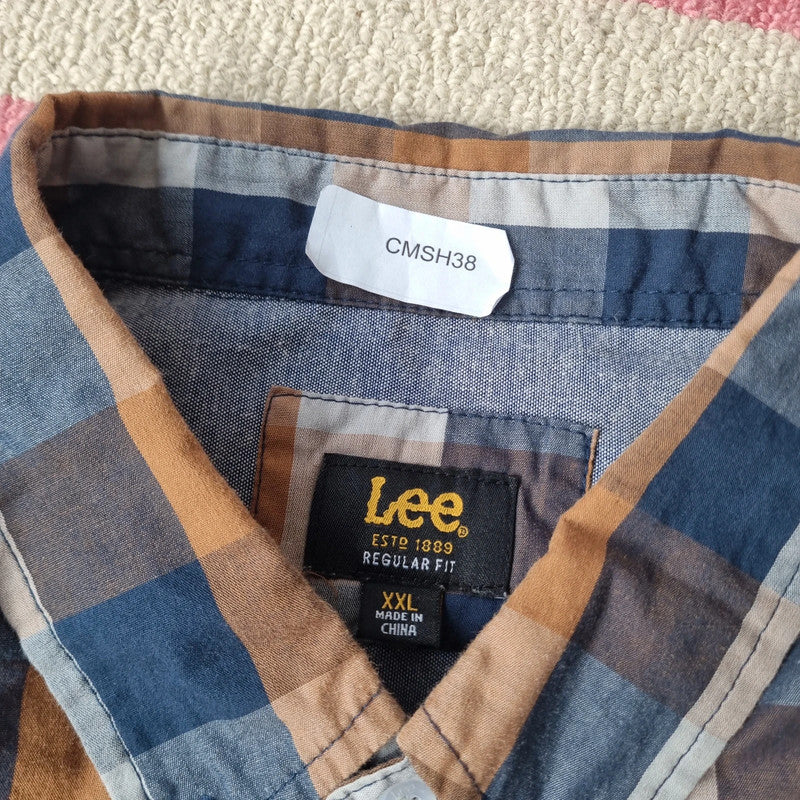 CMSH38
Lee®
ESTD 1889
REGULAR FIT
XXL
MADE IN
CHINA